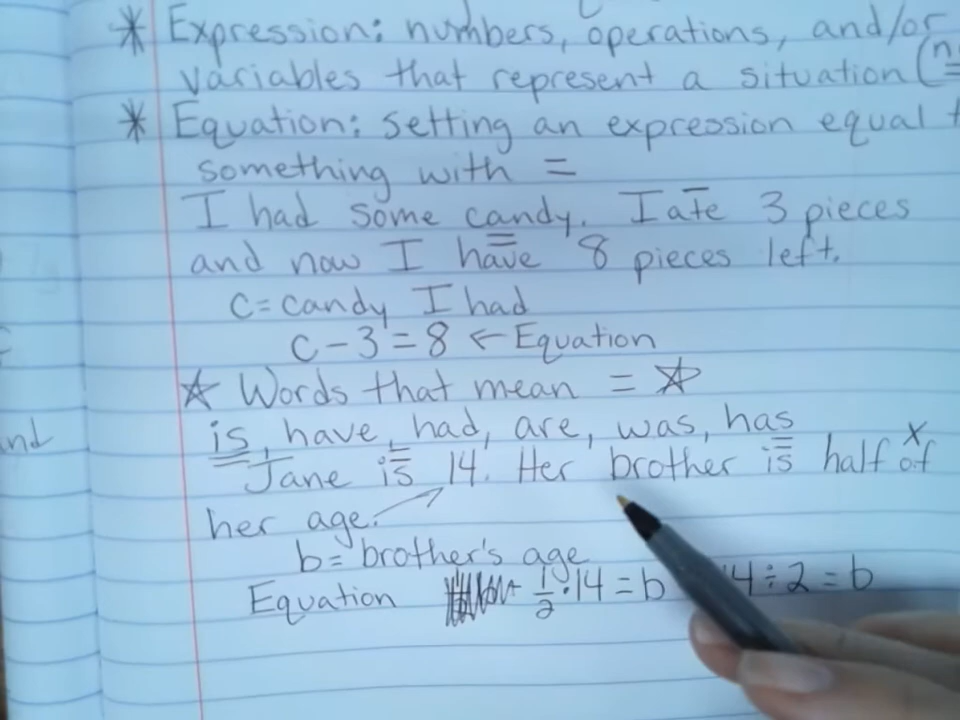 * Expression: numbers, operations, and/or
variables that represent a situation (n
* Equation: setting an expression equal t
something with =
I had some candy. I ate 3 pieces
and now I have 8 pieces left.
c = candy I had
c - 3 = 8 ← Equation
☆ Words that mean = ☆
is, have, had, are, was, has
nd
Jane is 14. Her brother is half of
her age.
b = brother's age
Equation 1/2 · 14 = b 14 ÷ 2 = b